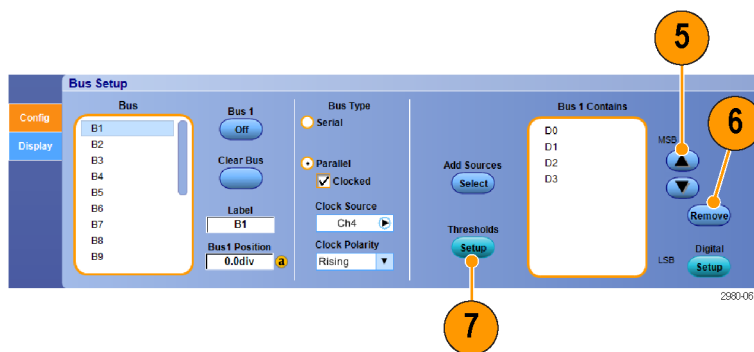 5
Bus Setup
Config
Display
Bus
B1
B2
B3
B4
B5
B6
B7
B8
B9
Bus 1
Off
Clear Bus
Label
B1
Bus1 Position
0.0div
a
Bus Type
Serial
Parallel
Clocked
Clock Source
Ch4
Clock Polarity
Rising
Add Sources
Select
Thresholds
Setup
Bus 1 Contains
D0
D1
D2
D3
MSB
6
Remove
LSB
Digital
Setup
2980-06
7